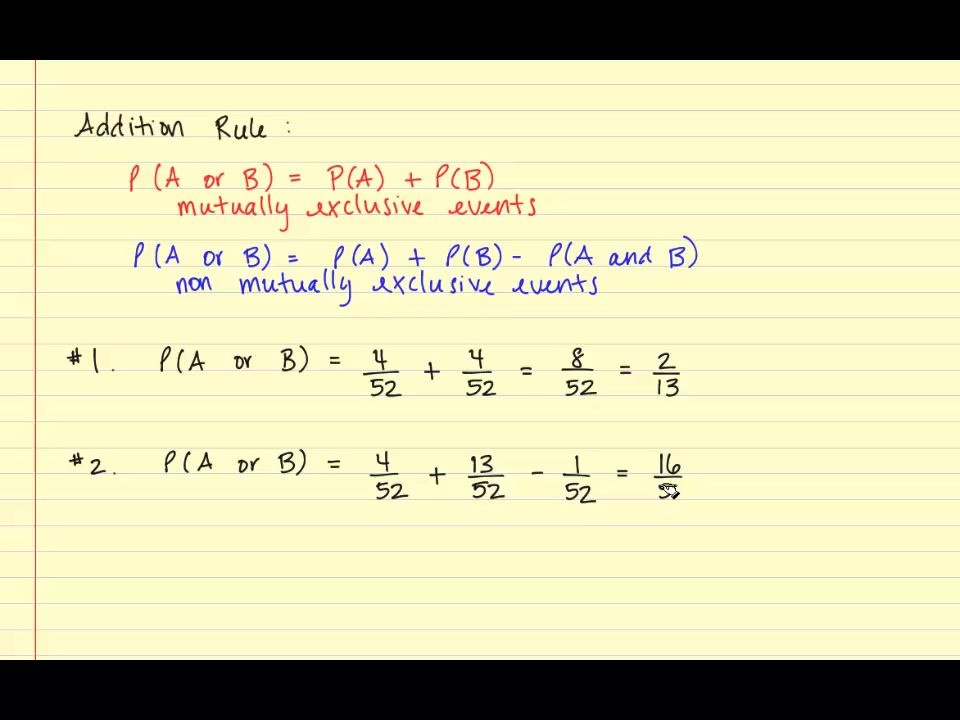 Addition Rule :
P (A or B) = P(A) + P(B)
mutually exclusive events
P (A or B) = P(A) + P(B) - P(A and B)
non mutually exclusive events
#1. P(A or B) = 4/52 + 4/52 = 8/52 = 2/13
#2. P(A or B) = 4/52 + 13/52 - 1/52 = 16/